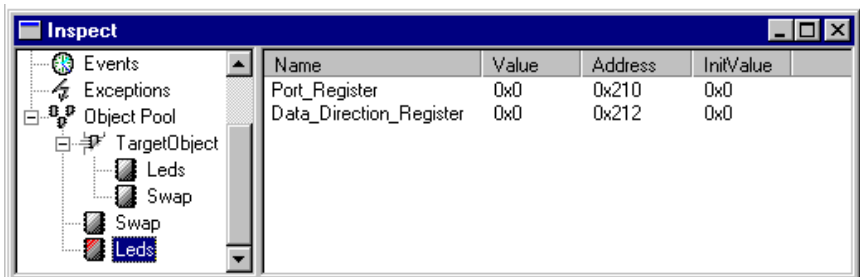 Inspect
Events
Exceptions
Object Pool
TargetObject
Leds
Swap
Swap
Leds
Name Value Address InitValue
Port_Register 0x0 0x210 0x0
Data_Direction_Register 0x0 0x212 0x0